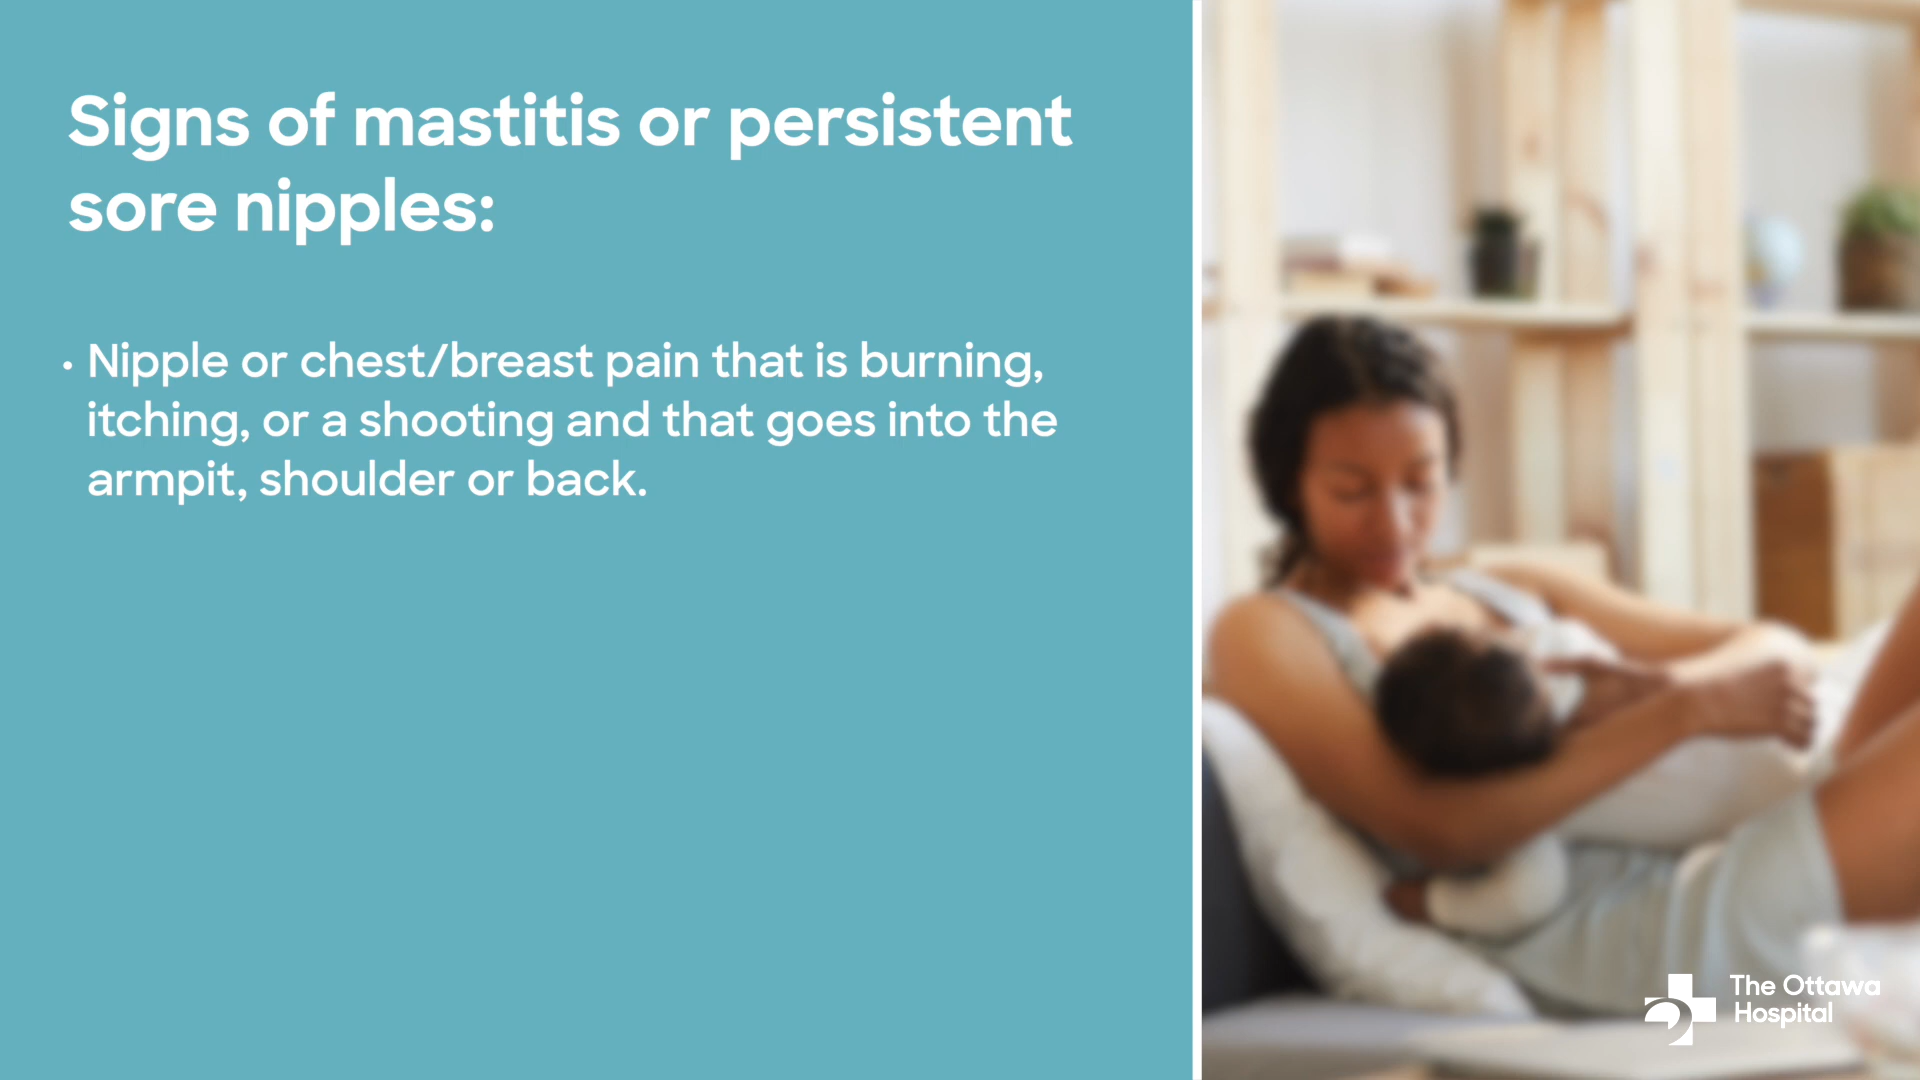 Signs of mastitis or persistent
sore nipples:
• Nipple or chest/breast pain that is burning,
itching, or a shooting and that goes into the
armpit, shoulder or back.
The Ottawa
Hospital